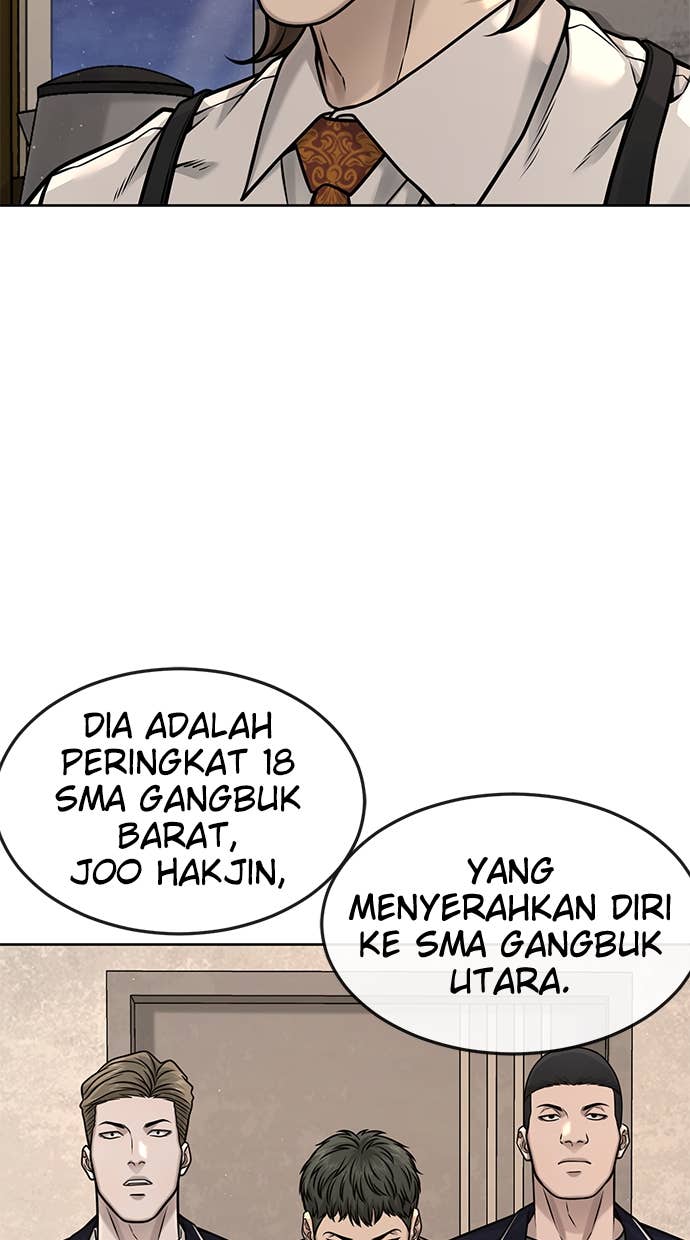 DIA ADALAH
PERINGKAT 18
SMA GANGBUK
BARAT,
JOO HAKJIN,
YANG
MENYERAHKAN DIRI
KE SMA GANGBUK
UTARA.